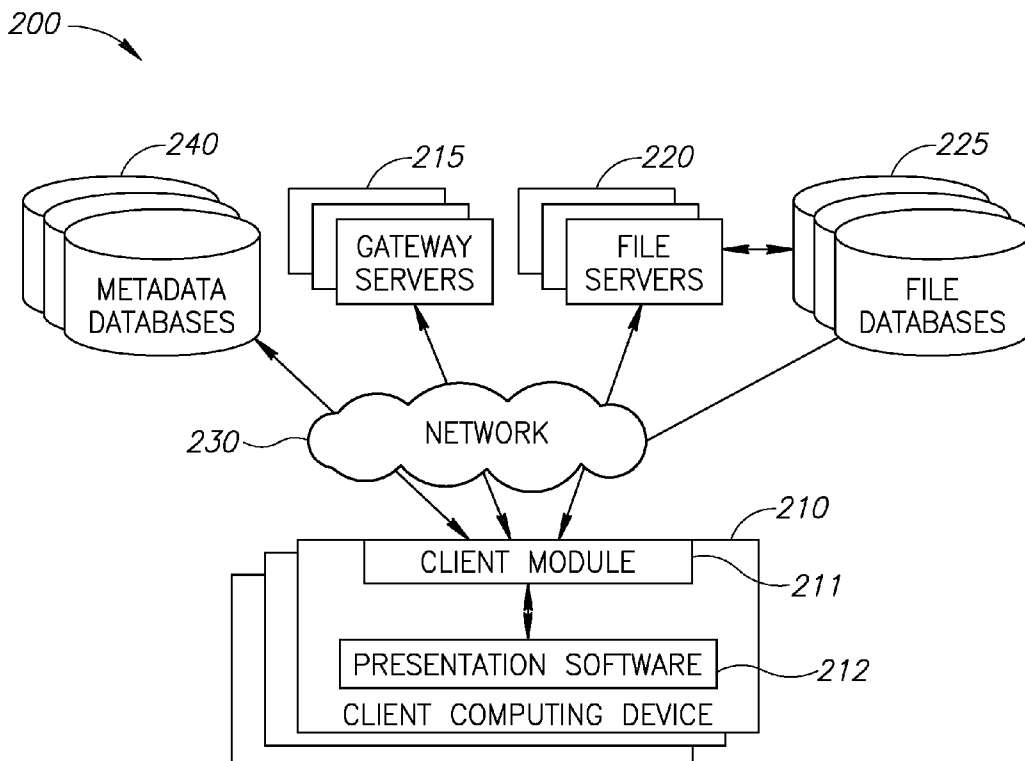 200
240
215
220
225
METADATA
DATABASES
GATEWAY
SERVERS
FILE
SERVERS
FILE
DATABASES
230
NETWORK
210
CLIENT MODULE
211
PRESENTATION SOFTWARE
212
CLIENT COMPUTING DEVICE